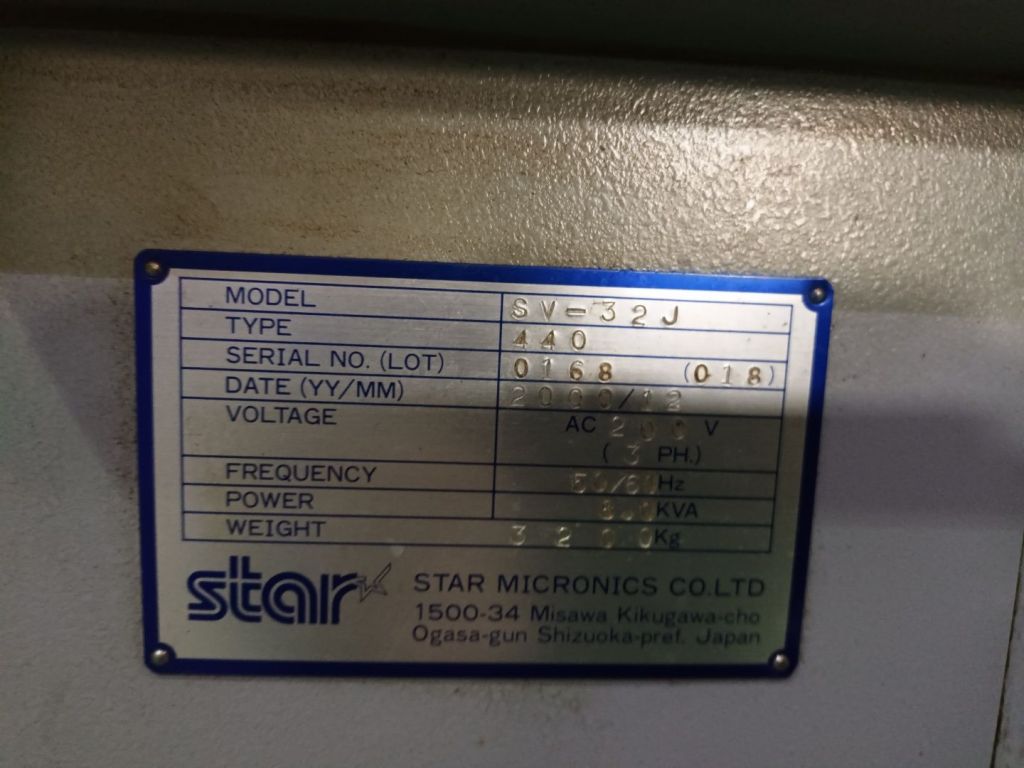 MODEL SV-32J
TYPE 440
SERIAL NO. (LOT) 0168 (018)
DATE (YY/MM) 2000/12
VOLTAGE AC 200 V
(3 PH.)
FREQUENCY 50/60Hz
POWER KVA
WEIGHT 3200Kg
star STAR MICRONICS CO.LTD
1500-34 Misawa Kikugawa-cho
Ogasa-gun Shizuoka-pref. Japan